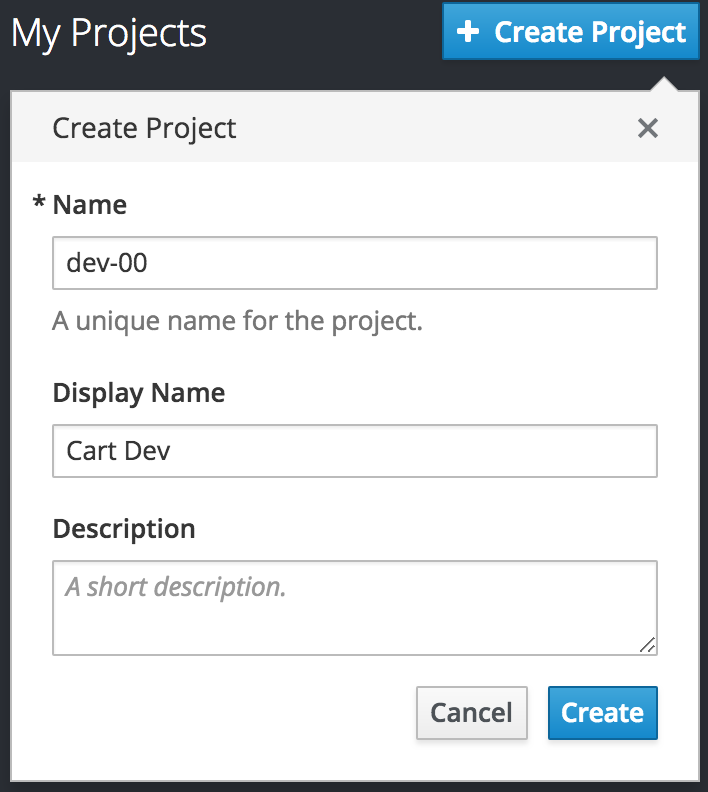 My Projects
+ Create Project
Create Project
* Name
dev-00
A unique name for the project.
Display Name
Cart Dev
Description
A short description.
Cancel
Create